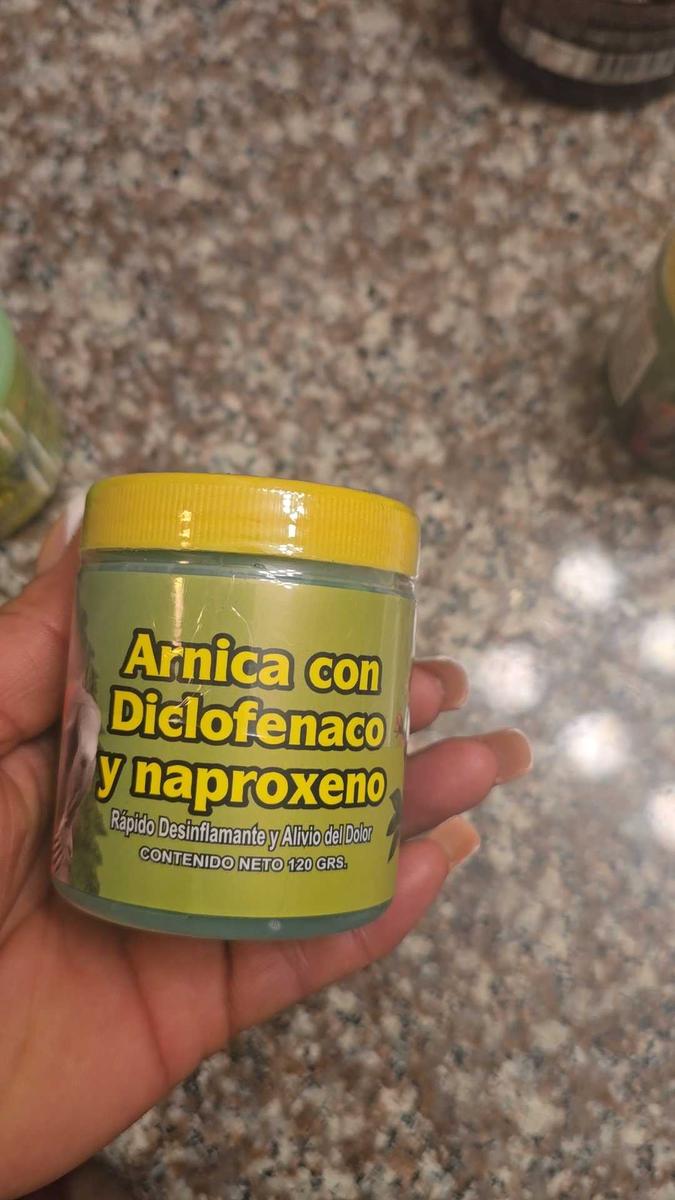 Arnica con
Diclofenaco
y naproxeno
Rápido Desinflamante y Alivio del Dolor
CONTENIDO NETO 120 GRS.